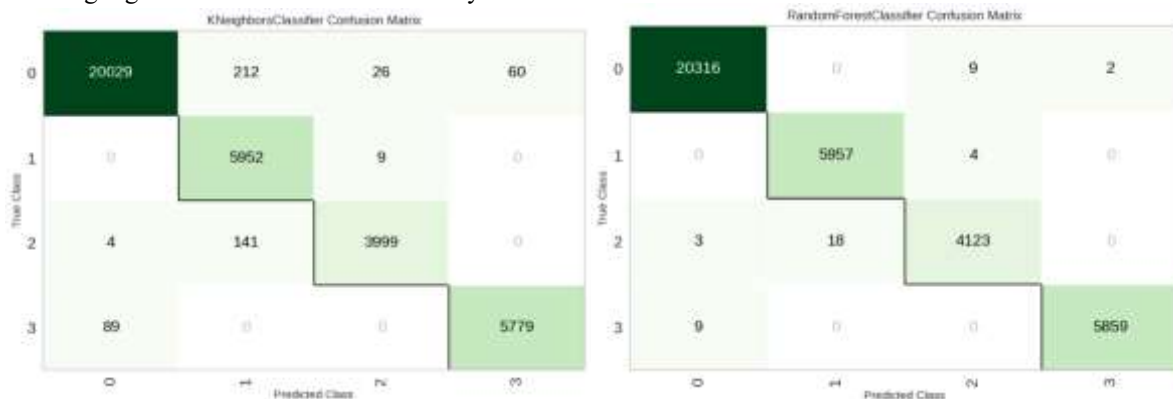 KNeighborsClassifier Confusion Matrix
0 20029 212 26 60
1 0 5952 9 0
2 4 141 3999 0
3 89 0 0 5779
0 1 2 3
True Class
Predicted Class
RandomForestClassifier Confusion Matrix
0 20316 0 9 2
1 0 5957 4 0
2 3 18 4123 0
3 9 0 0 5859
0 1 2 3
True Class
Predicted Class